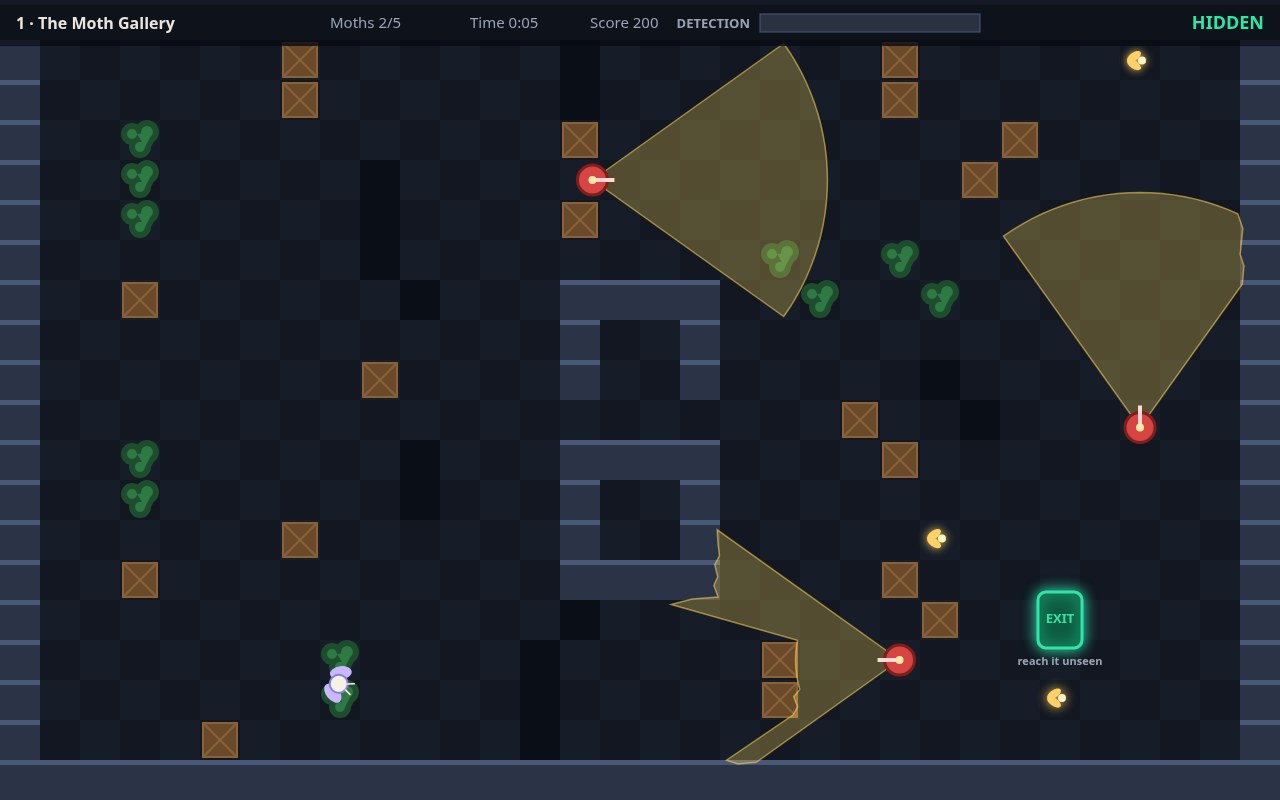 1 · The Moth Gallery
Moths 2/5
Time 0:05
Score 200
DETECTION
HIDDEN
EXIT
reach it unseen